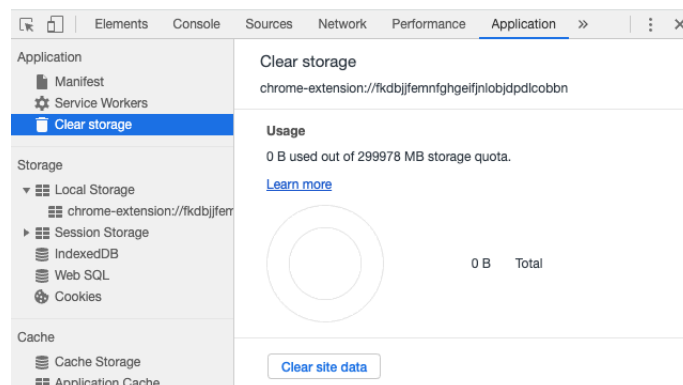 Elements Console Sources Network Performance Application »
Application
Manifest
Service Workers
Clear storage
Storage
Local Storage
chrome-extension://fkdbjjfem
Session Storage
IndexedDB
Web SQL
Cookies
Cache
Cache Storage
Application Cache
Clear storage
chrome-extension://fkdbjjfemnfghgeifjnlobjdpdlcobbn
Usage
0 B used out of 299978 MB storage quota.
Learn more
0 B Total
Clear site data